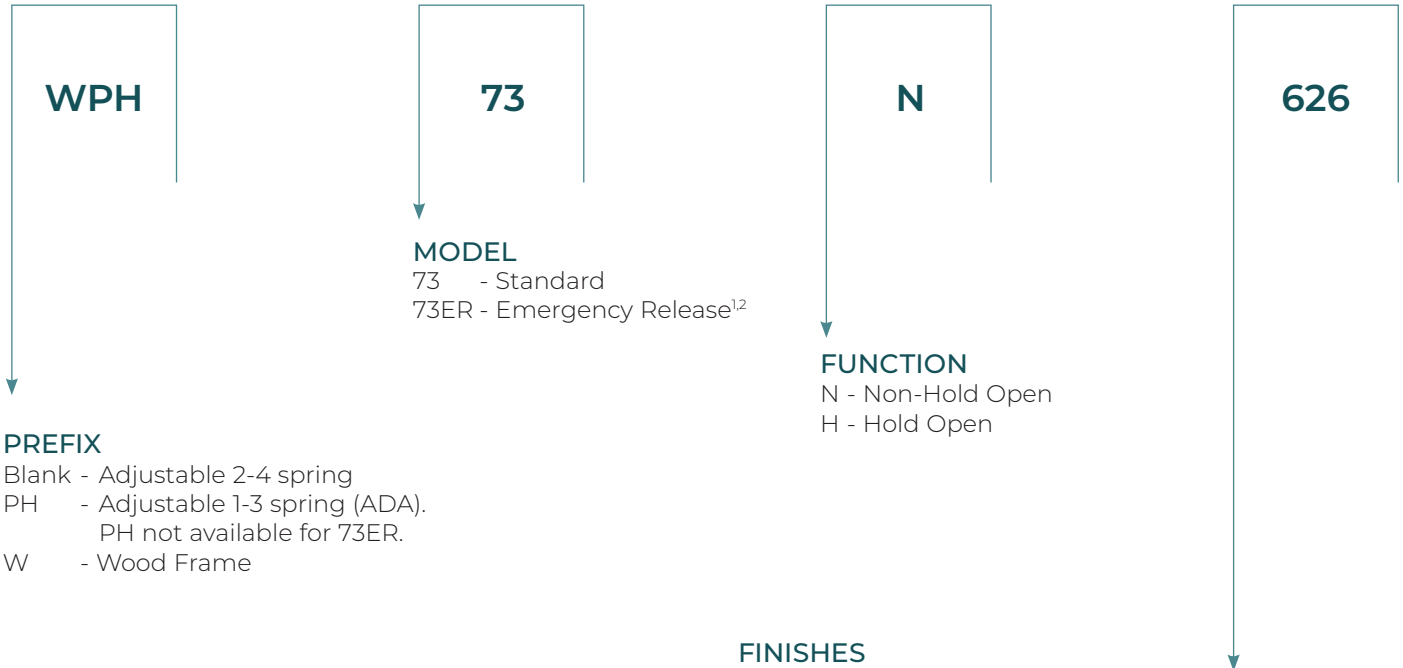 WPH 73 N 626
MODEL
73 - Standard
73ER - Emergency Release1,2
FUNCTION
N - Non-Hold Open
H - Hold Open
PREFIX
Blank - Adjustable 2-4 spring
PH - Adjustable 1-3 spring (ADA).
PH not available for 73ER.
W - Wood Frame
FINISHES